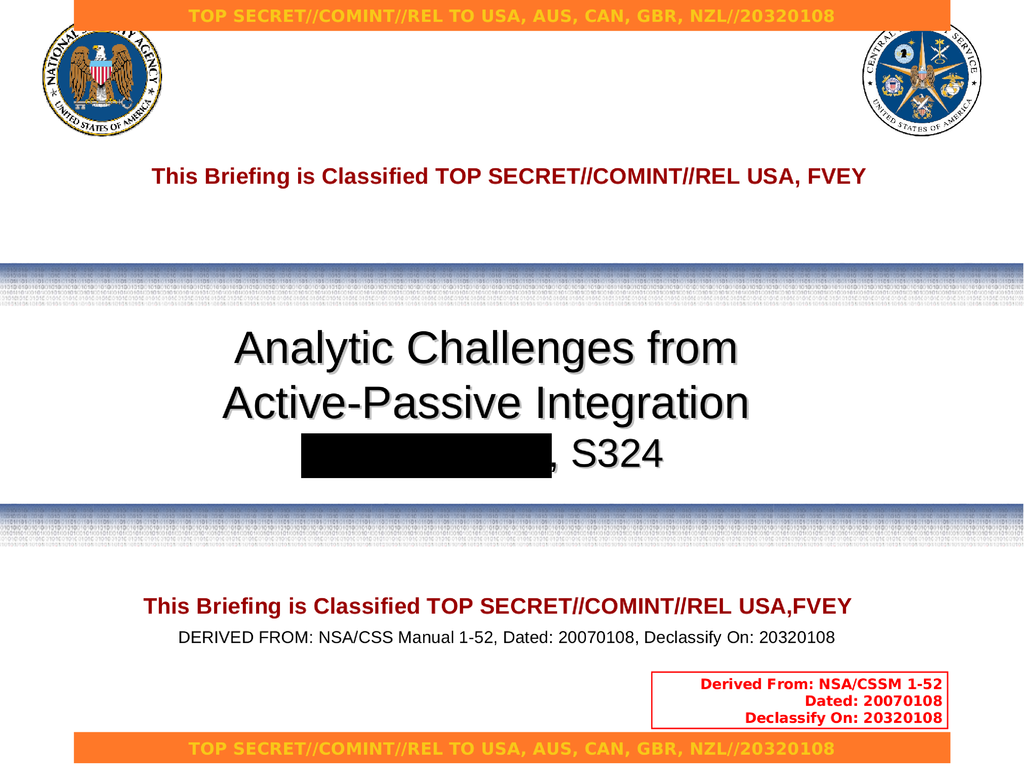 TOP SECRET//COMINT//REL TO USA, AUS, CAN, GBR, NZL//20320108
NATIONAL SECURITY AGENCY
UNITED STATES OF AMERICA
CENTRAL SECURITY SERVICE
UNITED STATES OF AMERICA
This Briefing is Classified TOP SECRET//COMINT//REL USA, FVEY
Analytic Challenges from
Active-Passive Integration
, S324
This Briefing is Classified TOP SECRET//COMINT//REL USA,FVEY
DERIVED FROM: NSA/CSS Manual 1-52, Dated: 20070108, Declassify On: 20320108
Derived From: NSA/CSSM 1-52
Dated: 20070108
Declassify On: 20320108
TOP SECRET//COMINT//REL TO USA, AUS, CAN, GBR, NZL//20320108